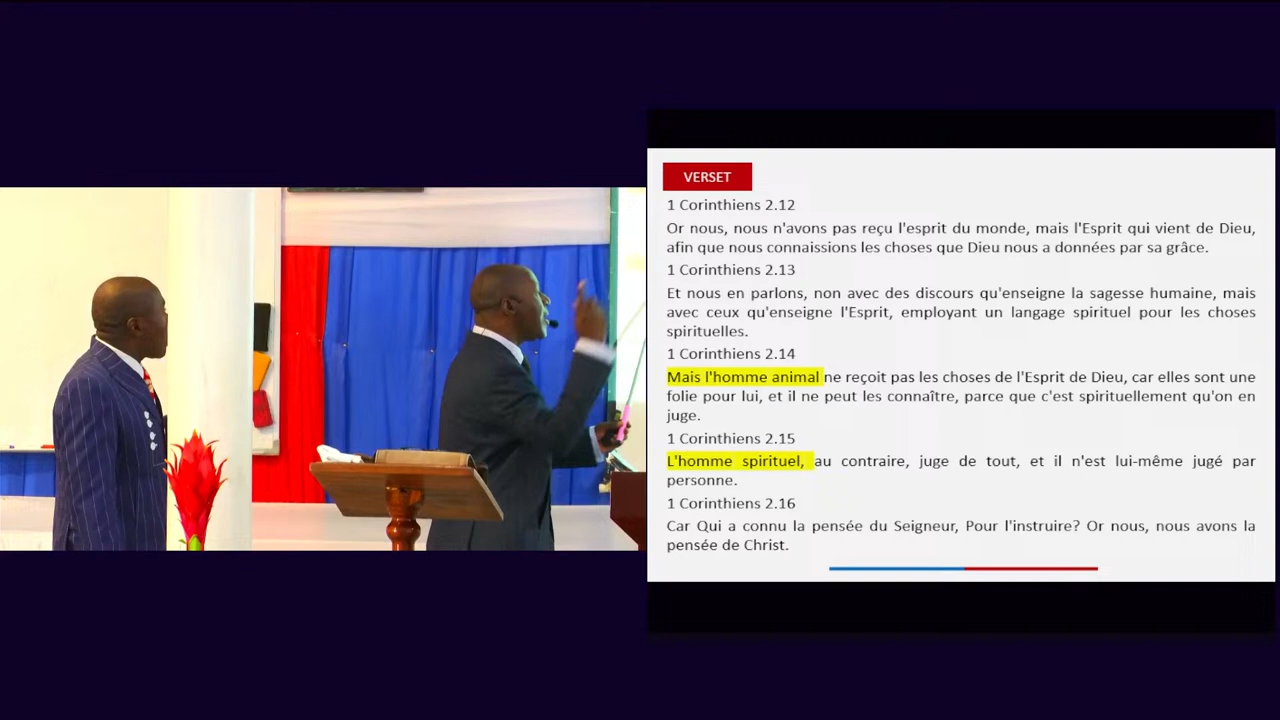 VERSET
1 Corinthiens 2.12
Or nous, nous n'avons pas reçu l'esprit du monde, mais l'Esprit qui vient de Dieu,
afin que nous connaissions les choses que Dieu nous a données par sa grâce.
1 Corinthiens 2.13
Et nous en parlons, non avec des discours qu'enseigne la sagesse humaine, mais
avec ceux qu'enseigne l'Esprit, employant un langage spirituel pour les choses
spirituelles.
1 Corinthiens 2.14
Mais l'homme animal ne reçoit pas les choses de l'Esprit de Dieu, car elles sont une
folie pour lui, et il ne peut les connaître, parce que c'est spirituellement qu'on en
juge.
1 Corinthiens 2.15
L'homme spirituel, au contraire, juge de tout, et il n'est lui-même jugé par
personne.
1 Corinthiens 2.16
Car Qui a connu la pensée du Seigneur, Pour l'instruire? Or nous, nous avons la
pensée de Christ.